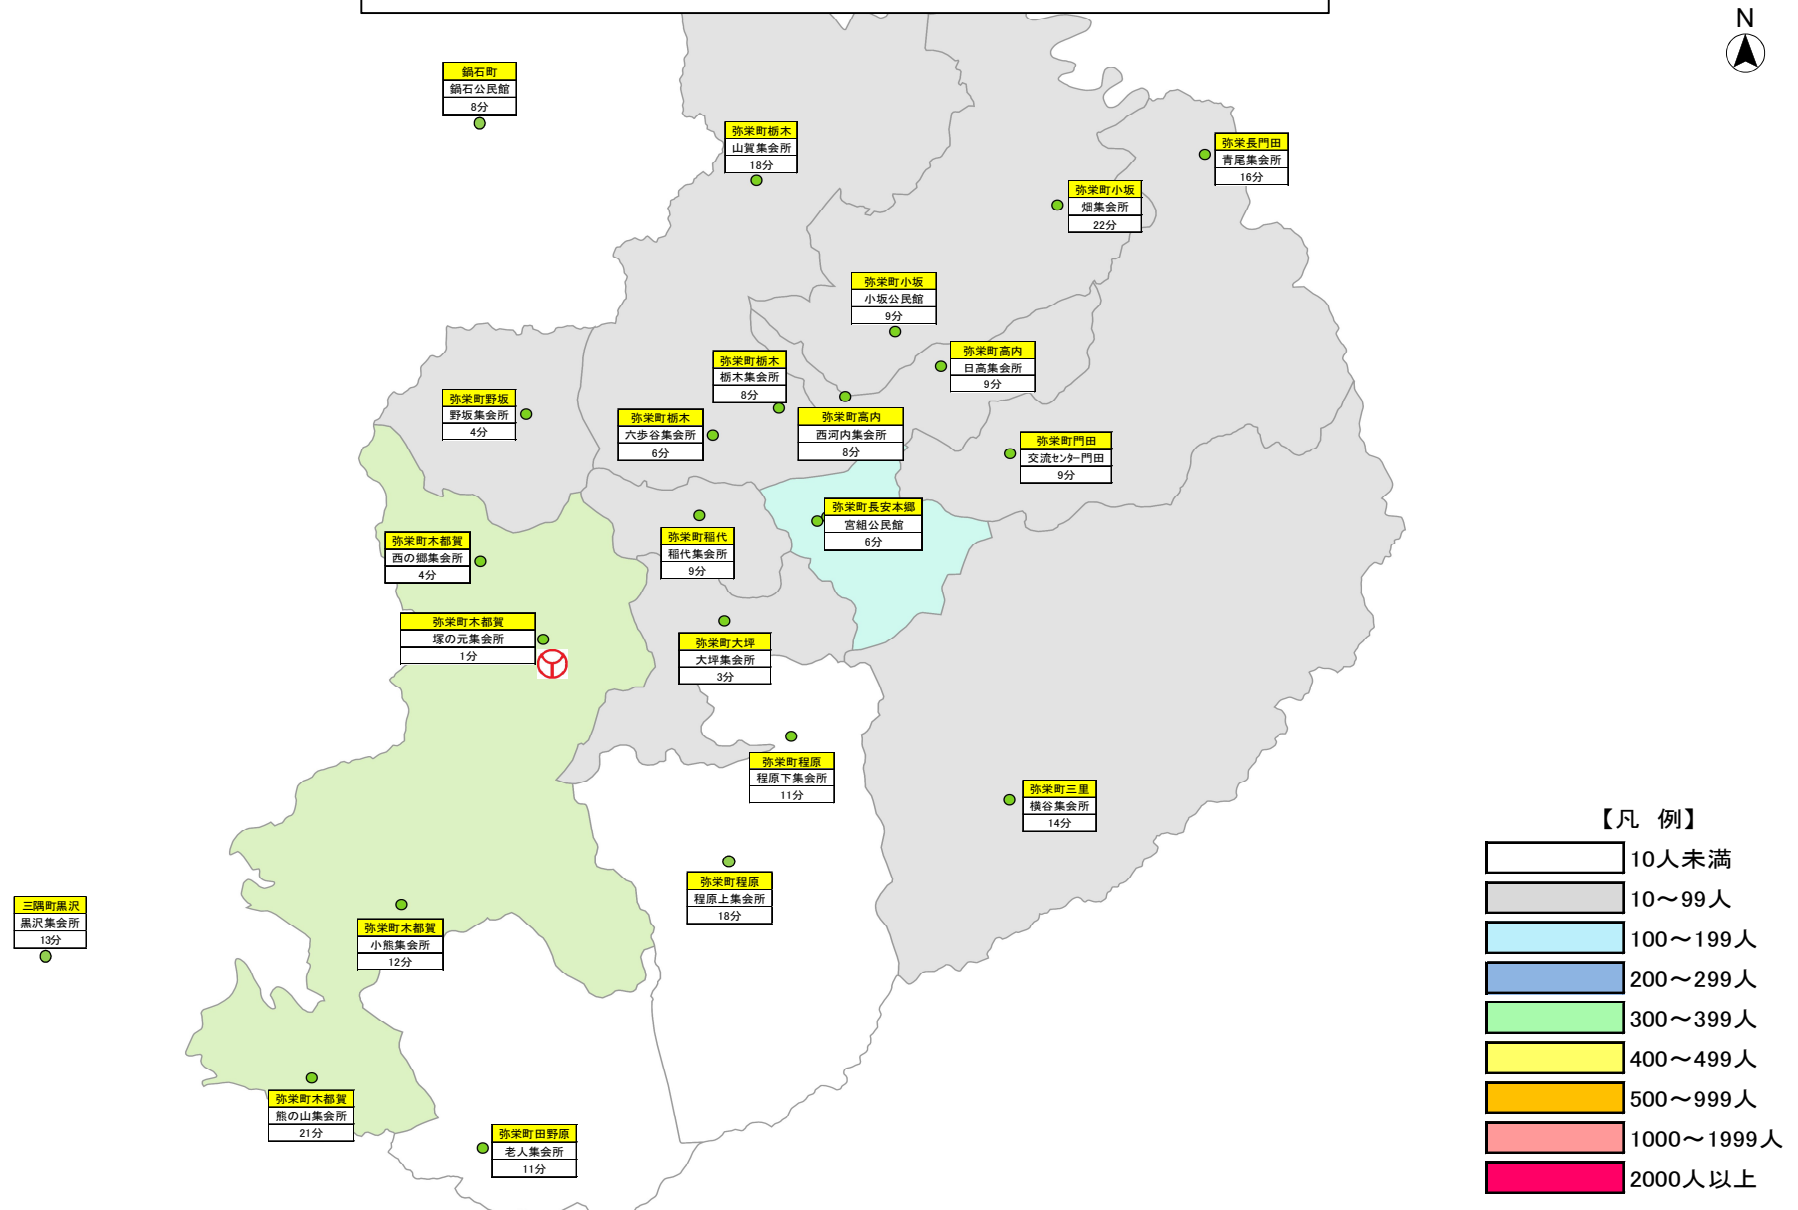 N
鍋石町
鍋石公民館
8分
弥栄町栃木
山賀集会所
18分
弥栄長門田
青尾集会所
16分
弥栄町小坂
畑集会所
22分
弥栄町小坂
小坂公民館
9分
弥栄町高内
日高集会所
9分
弥栄町栃木
栃木集会所
8分
弥栄町野坂
野坂集会所
4分
弥栄町栃木
六歩谷集会所
6分
弥栄町高内
西河内集会所
8分
弥栄町門田
交流センター門田
9分
弥栄町長安本郷
宮組公民館
6分
弥栄町稲代
稲代集会所
9分
弥栄町木都賀
西の郷集会所
4分
弥栄町木都賀
塚の元集会所
1分
弥栄町大坪
大坪集会所
3分
弥栄町程原
程原下集会所
11分
弥栄町三里
横谷集会所
14分
弥栄町程原
程原上集会所
18分
三隅町黒沢
黒沢集会所
13分
弥栄町木都賀
小熊集会所
12分
弥栄町木都賀
熊の山集会所
21分
弥栄町田野原
老人集会所
11分
【凡 例】
10人未満
10～99人
100～199人
200～299人
300～399人
400～499人
500～999人
1000～1999人
2000人以上